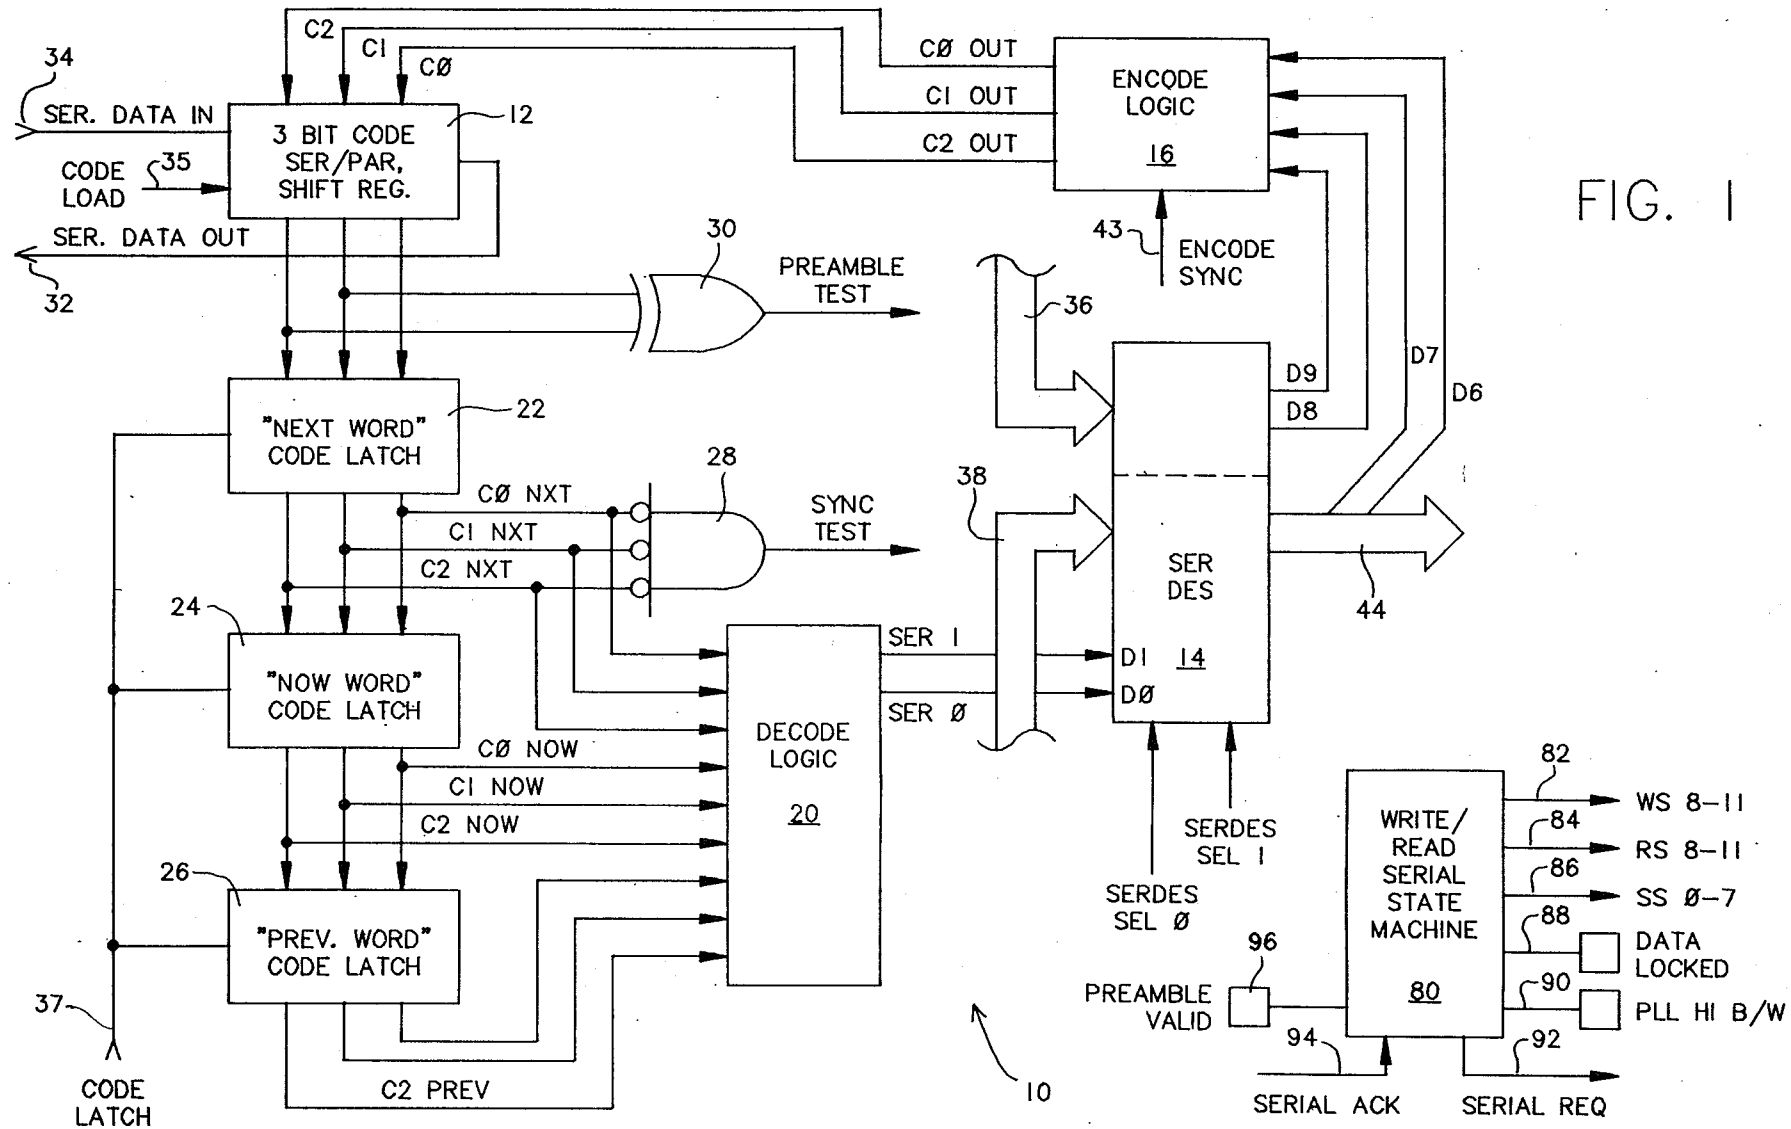 C2
C1
CØ
CØ OUT
C1 OUT
C2 OUT
ENCODE
LOGIC
16
34
SER. DATA IN
12
3 BIT CODE
SER/PAR,
SHIFT REG.
CODE
LOAD
35
SER. DATA OUT
32
FIG. 1
43
ENCODE
SYNC
30
PREAMBLE
TEST
36
D7
D6
D9
D8
"NEXT WORD"
CODE LATCH
22
CØ NXT
C1 NXT
C2 NXT
28
SYNC
TEST
38
SER
DES
14
44
24
"NOW WORD"
CODE LATCH
SER 1
SER Ø
D1
DØ
DECODE
LOGIC
20
CØ NOW
C1 NOW
C2 NOW
SERDES
SEL 1
SERDES
SEL Ø
26
"PREV. WORD"
CODE LATCH
37
C2 PREV
CODE
LATCH
10
WRITE/
READ
SERIAL
STATE
MACHINE
80
82
WS 8-11
84
RS 8-11
86
SS Ø-7
88
DATA
LOCKED
90
PLL HI B/W
96
PREAMBLE
VALID
94
SERIAL ACK
92
SERIAL REQ